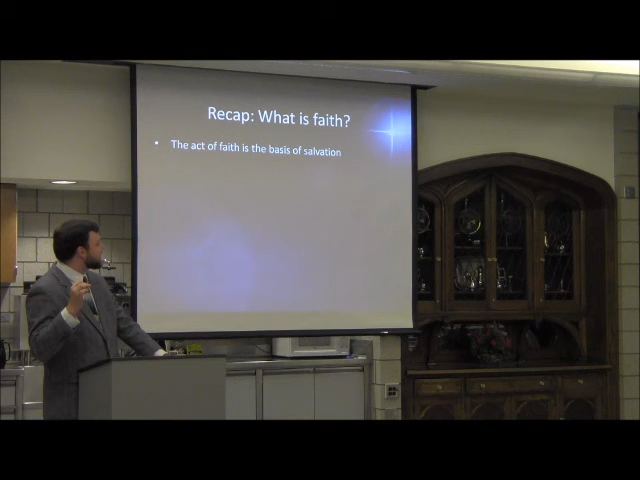 Recap: What is faith?
• The act of faith is the basis of salvation